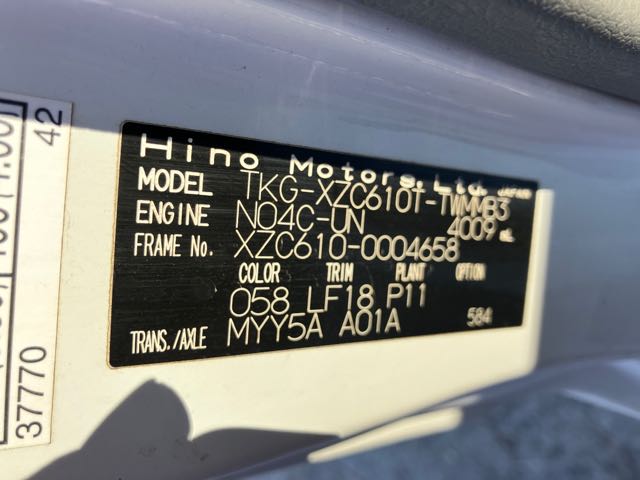 Hino Motors,Ltd. JAPAN
MODEL TKG-XZC610T-TWMMB3
ENGINE N04C-UN 4009 mL
FRAME No. XZC610-0004658
COLOR TRIM PLANT OPTION
058 LF18 P11
TRANS./AXLE MYY5A A01A 584
42
37770